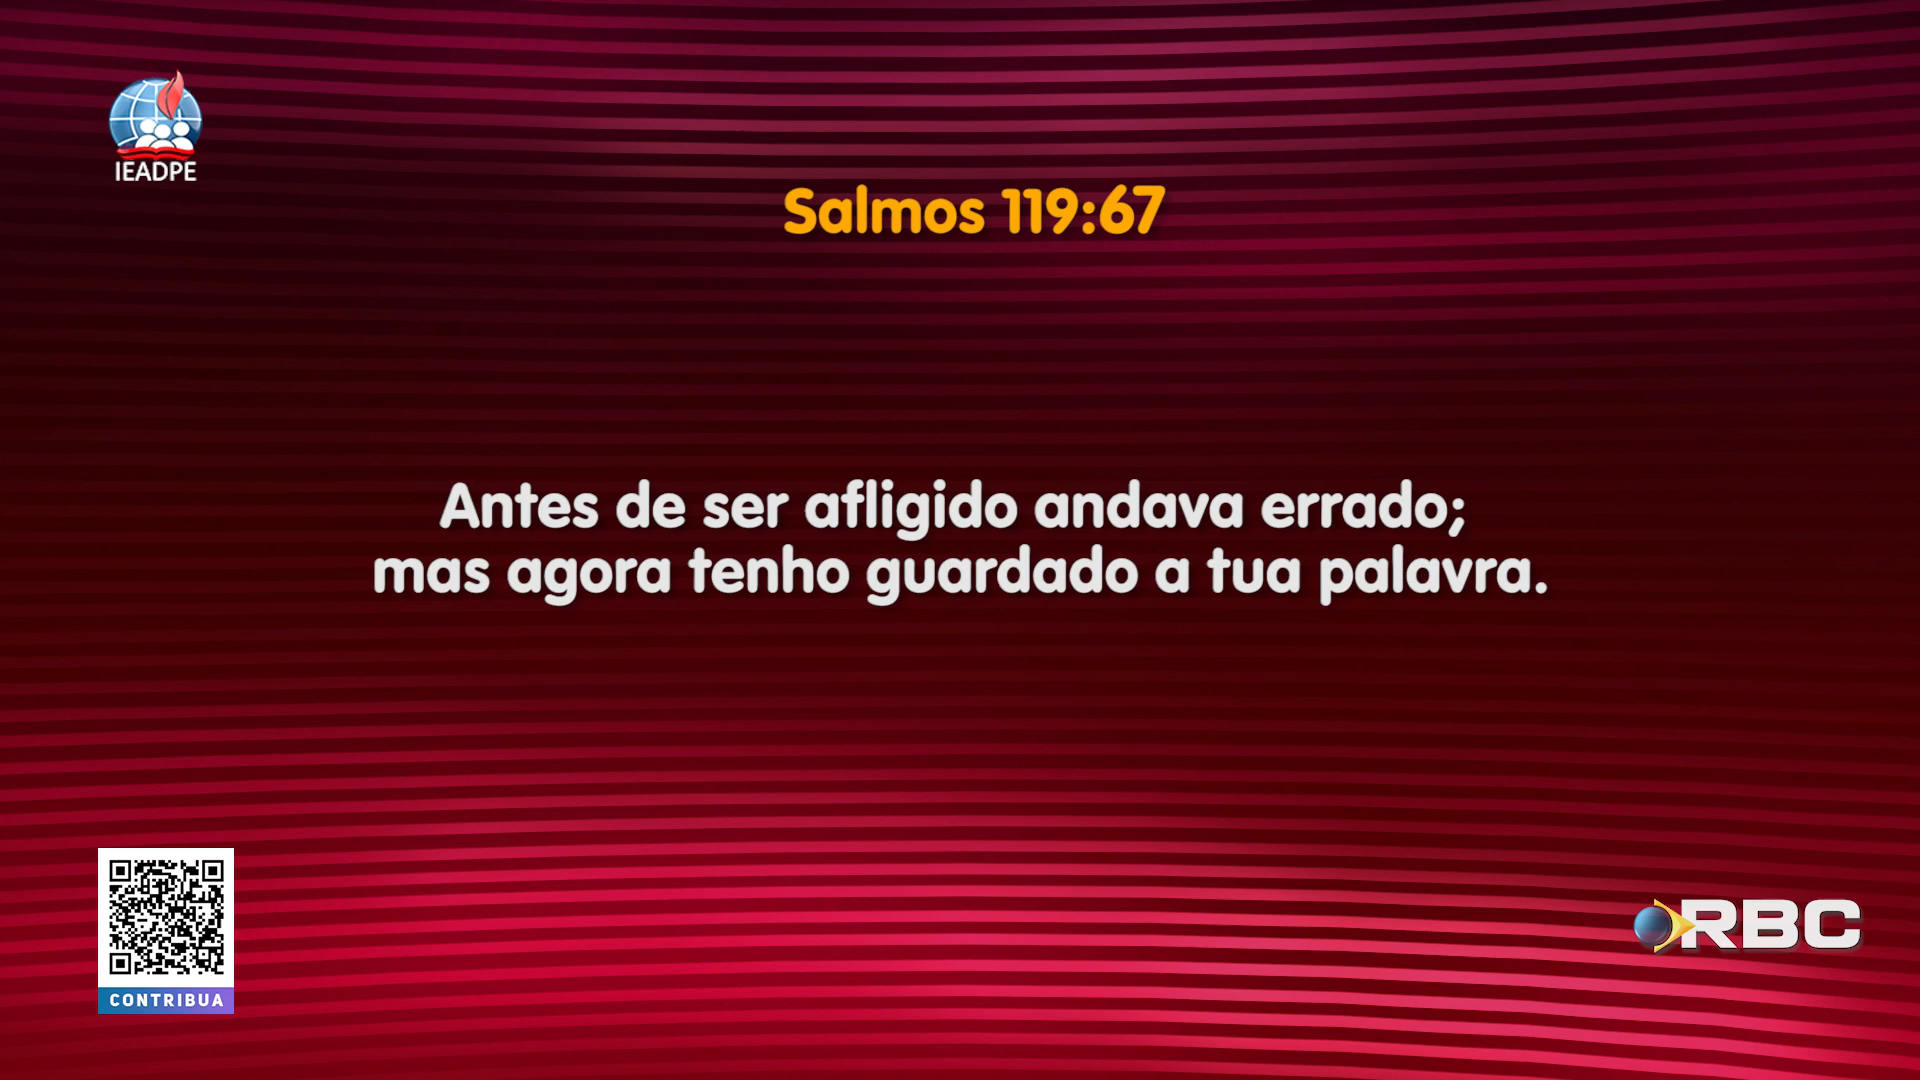 IEADPE
Salmos 119:67
Antes de ser afligido andava errado;
mas agora tenho guardado a tua palavra.
CONTRIBUA
RBC